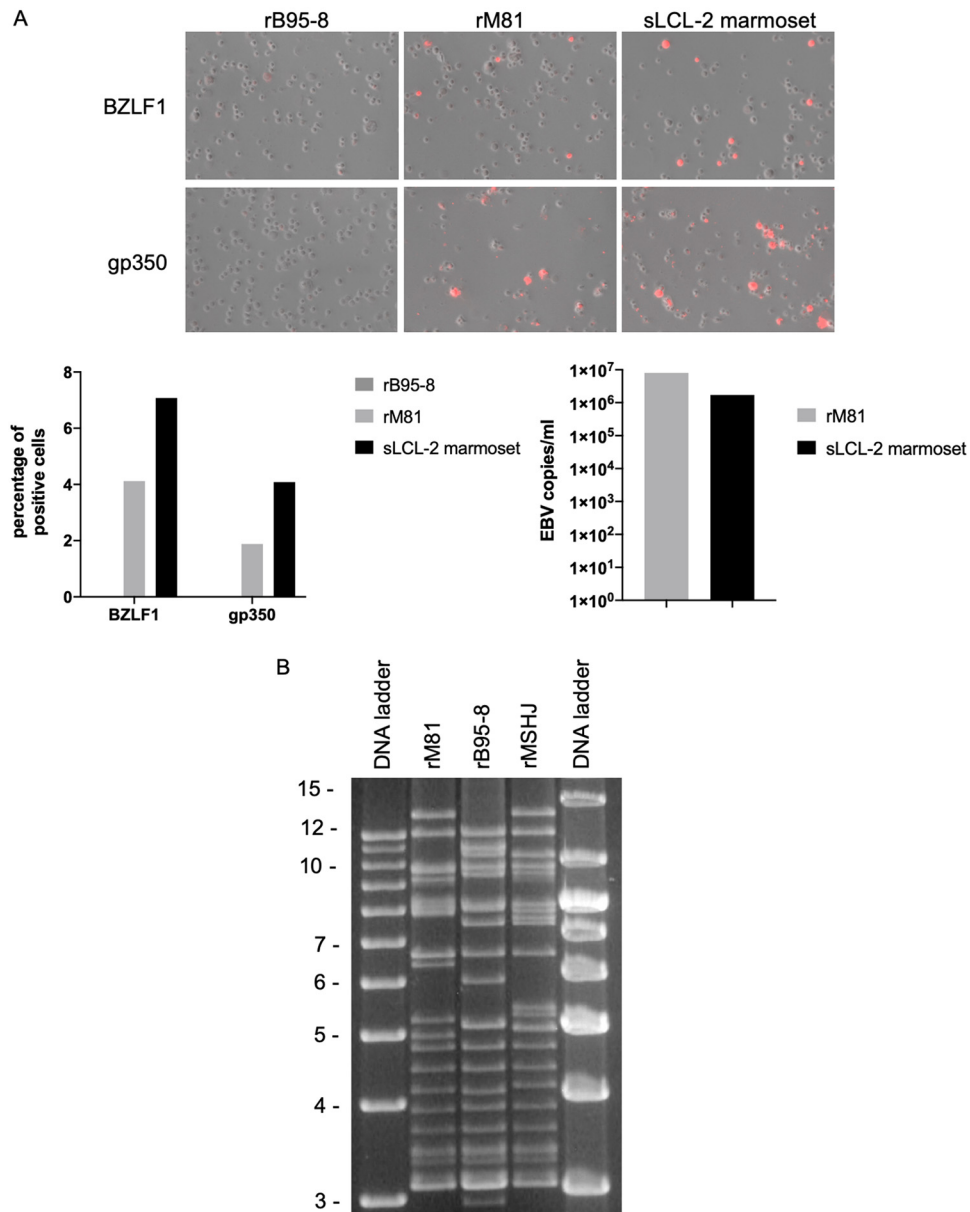 A
rB95-8
rM81
sLCL-2 marmoset
BZLF1
gp350
percentage of
positive cells
8
6
4
2
0
BZLF1
gp350
rB95-8
rM81
sLCL-2 marmoset
EBV copies/ml
1×10⁷
1×10⁶
1×10⁵
1×10⁴
1×10³
1×10²
1×10¹
1×10⁰
rM81
sLCL-2 marmoset
B
DNA ladder
rM81
rB95-8
rMSHJ
DNA ladder
15 -
12 -
10 -
7 -
6 -
5 -
4 -
3 -